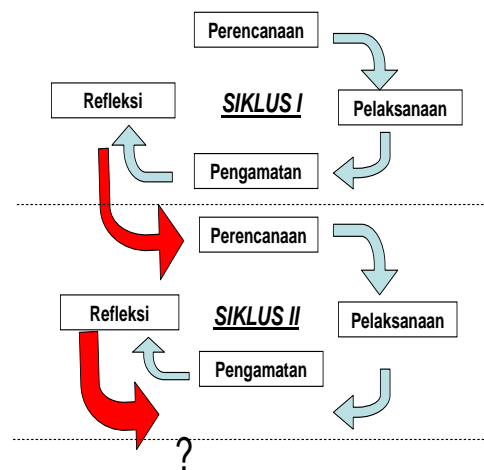 Perencanaan
Refleksi
SIKLUS I
Pelaksanaan
Pengamatan
Perencanaan
Refleksi
SIKLUS II
Pelaksanaan
Pengamatan
?